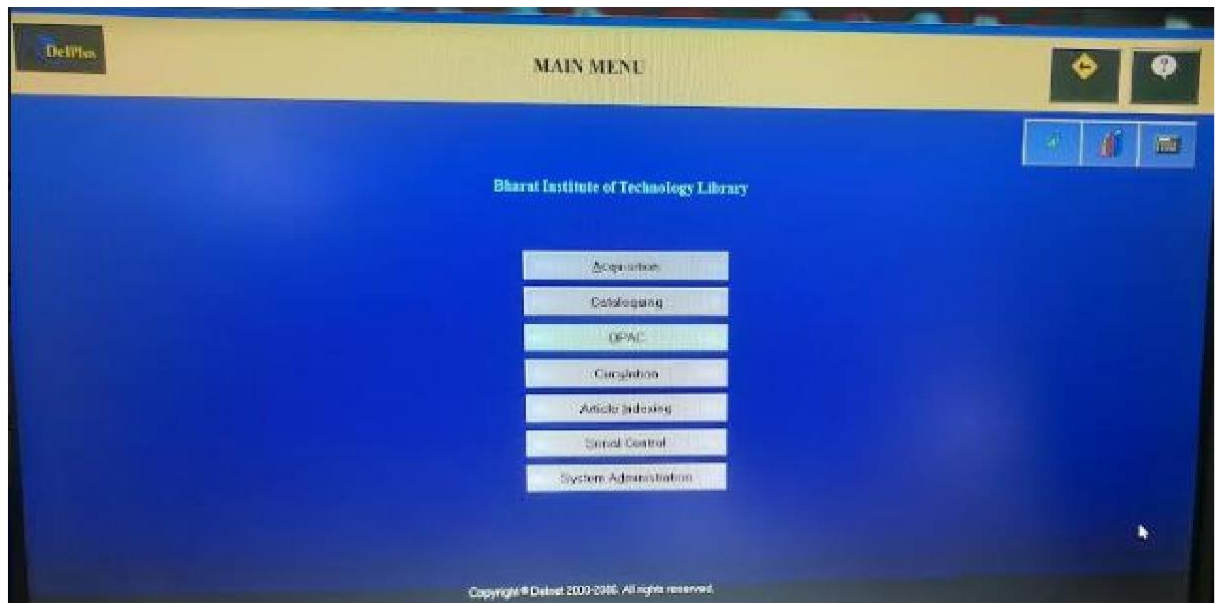 DelPlus
MAIN MENU
?
Bharat Institute of Technology Library
Acquisition
Cataloguing
OPAC
Circulation
Article Indexing
Serial Control
System Administration
Copyright © Delnet 2000-2006. All rights reserved.